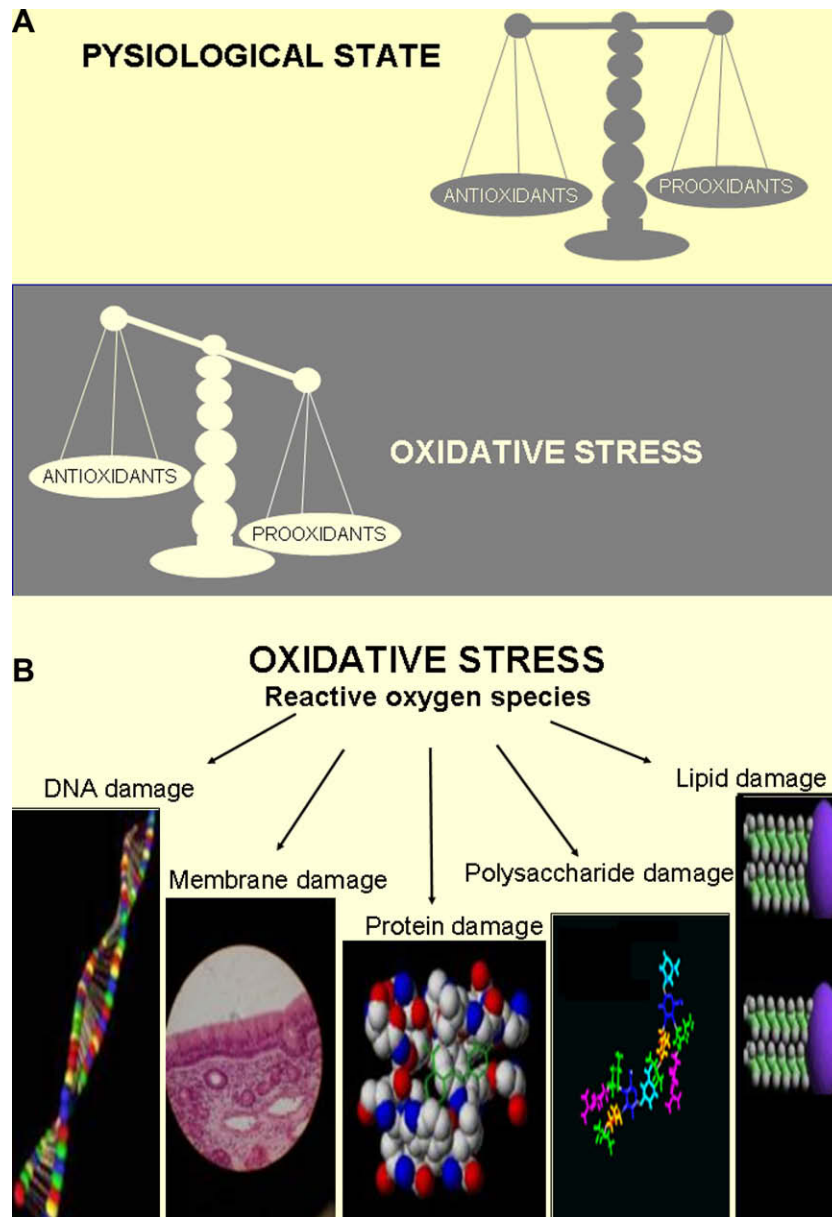 A
PYSIOLOGICAL STATE
ANTIOXIDANTS
PROOXIDANTS
ANTIOXIDANTS
PROOXIDANTS
OXIDATIVE STRESS
B
OXIDATIVE STRESS
Reactive oxygen species
DNA damage
Membrane damage
Protein damage
Polysaccharide damage
Lipid damage